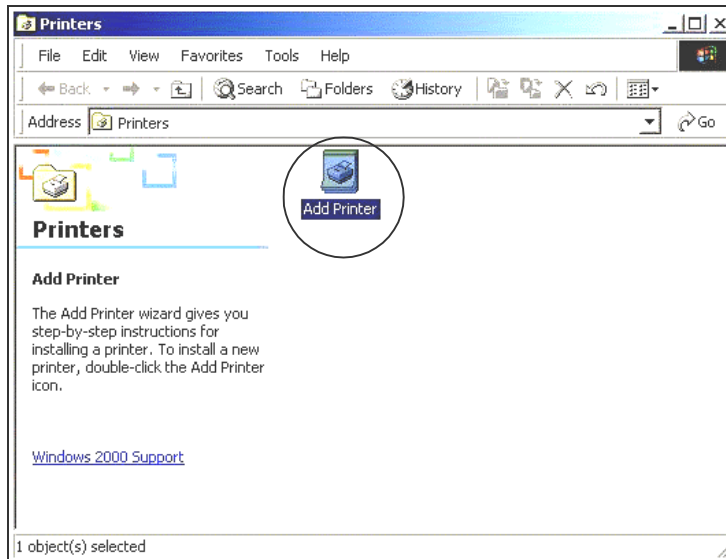 Printers
File Edit View Favorites Tools Help
Back Search Folders History
Address Printers Go
Add Printer
Printers
Add Printer
The Add Printer wizard gives you
step-by-step instructions for
installing a printer. To install a new
printer, double-click the Add Printer
icon.
Windows 2000 Support
1 object(s) selected